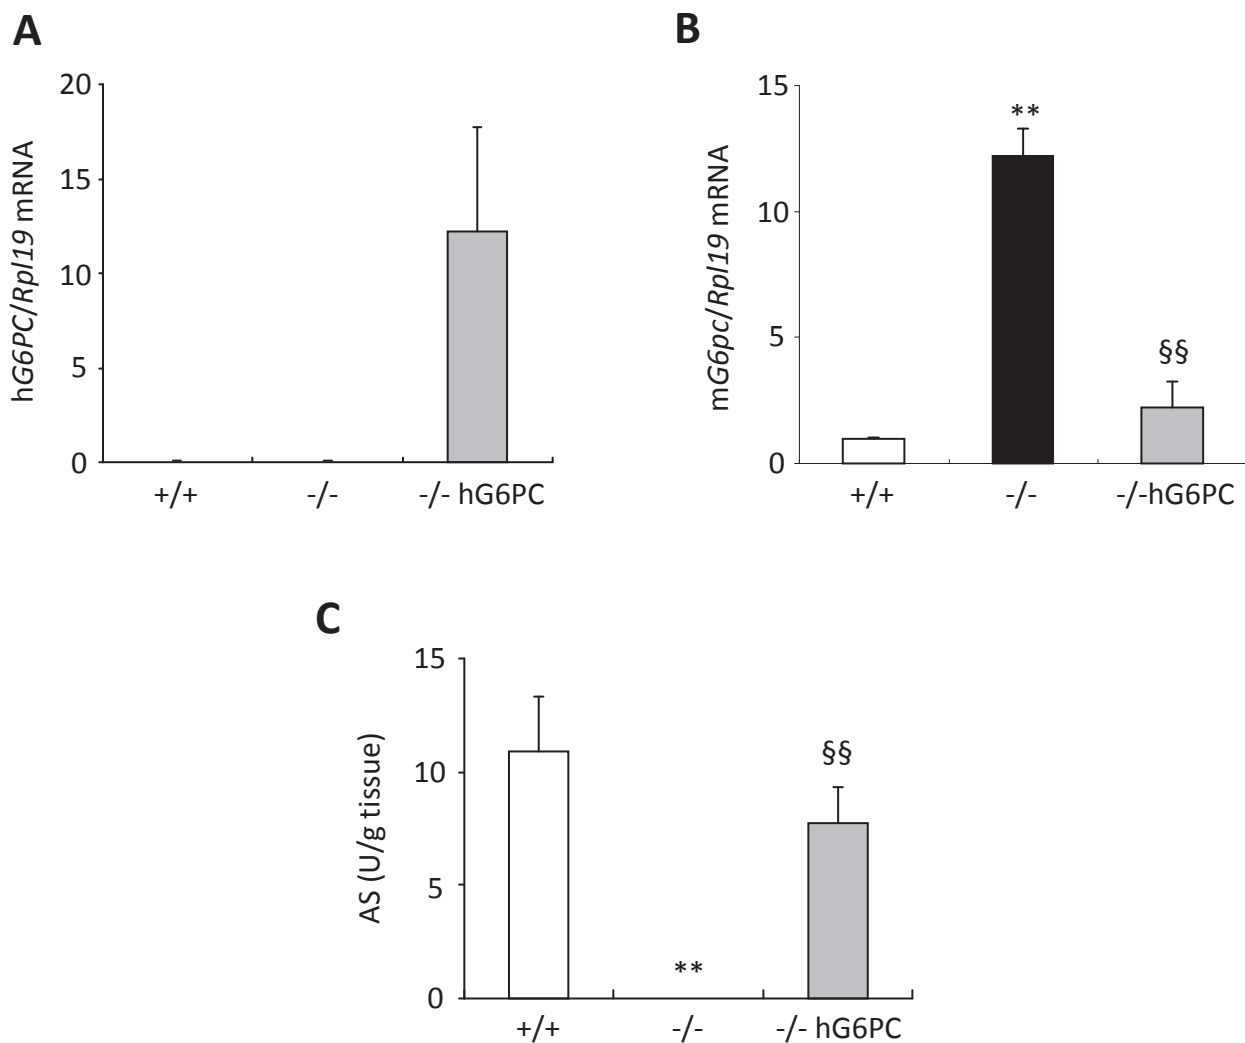 A
hG6PC/Rpl19 mRNA
20
15
10
5
0
+/+ -/- -/- hG6PC
B
mG6pc/Rpl19 mRNA
15
10
5
0
**
§§
+/+ -/- -/-hG6PC
C
AS (U/g tissue)
15
10
5
0
**
§§
+/+ -/- -/- hG6PC